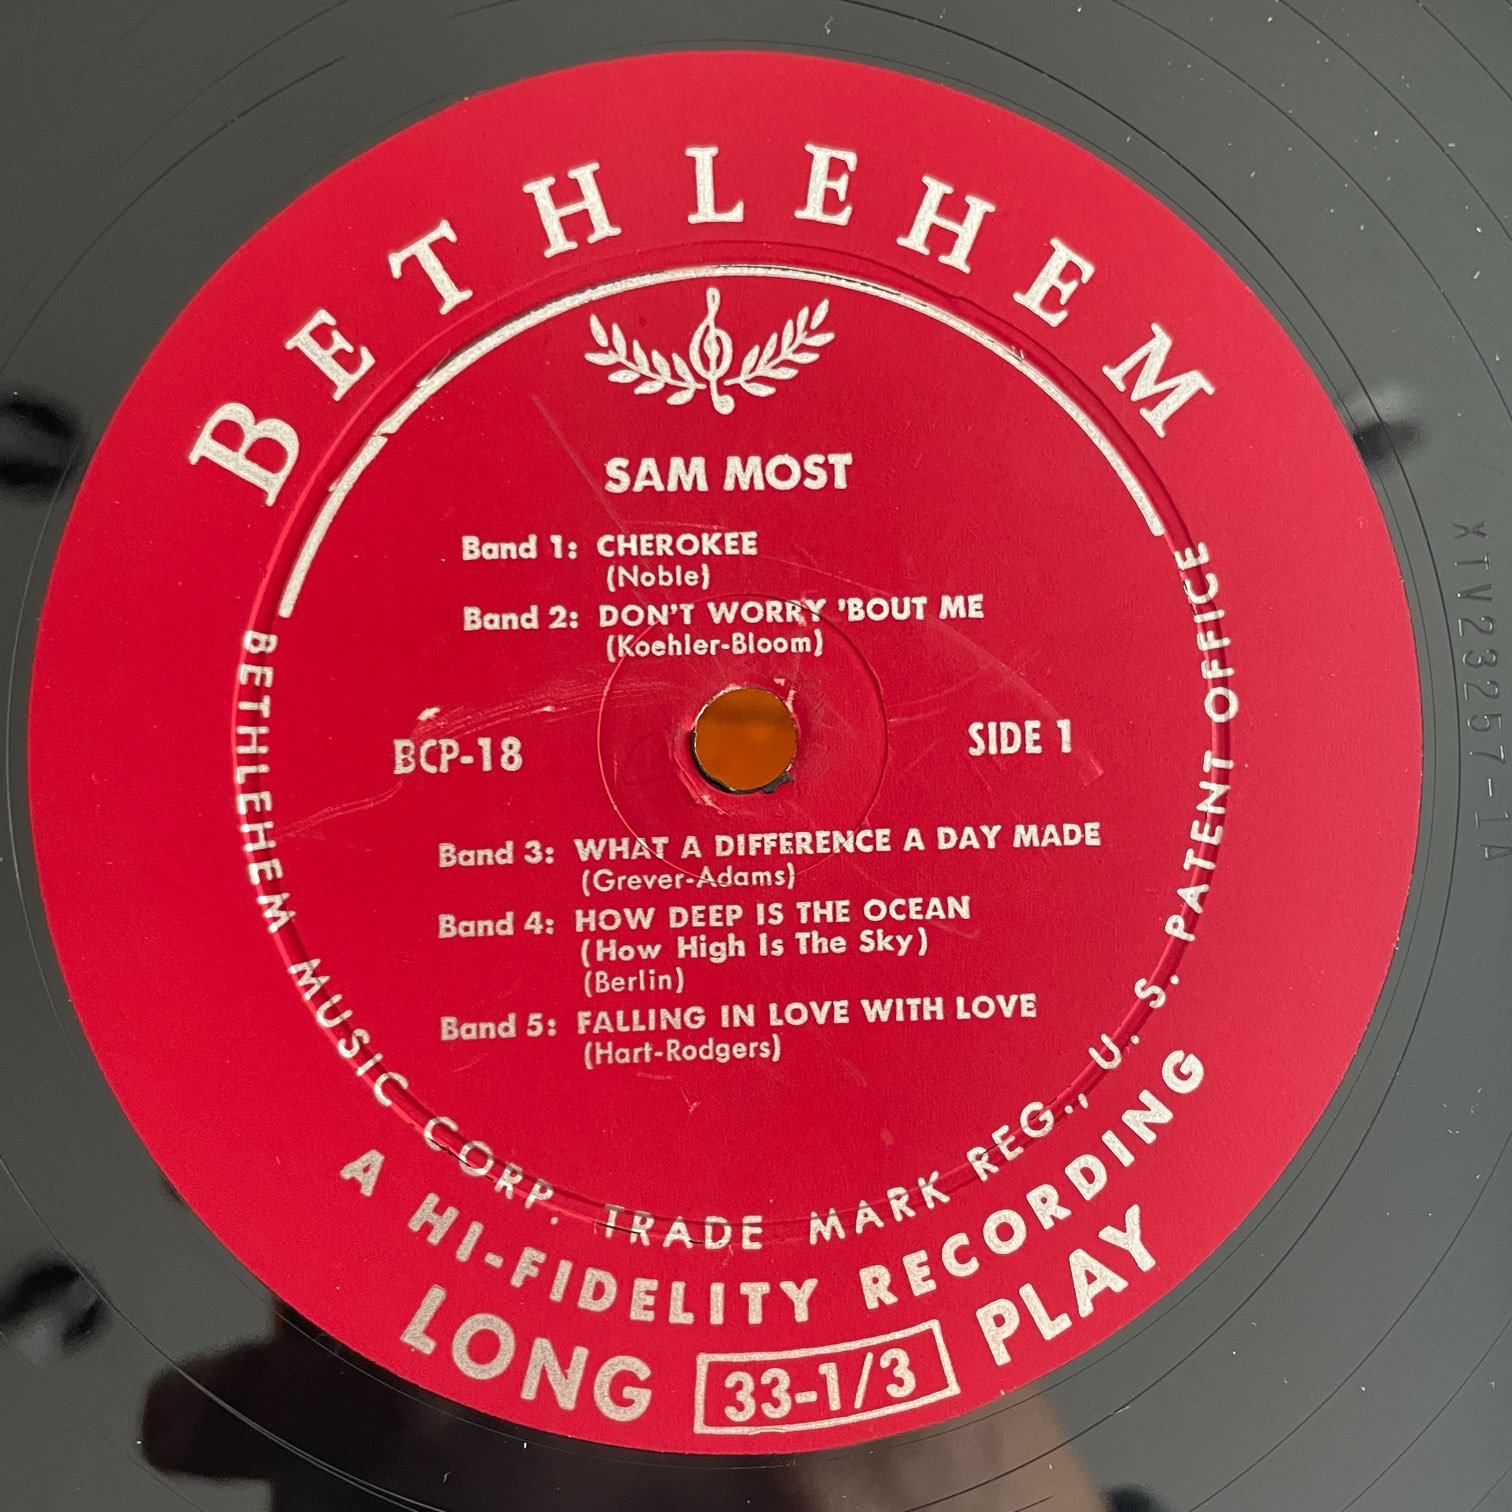 BETHLEHEM
SAM MOST
Band 1: CHEROKEE
(Noble)
Band 2: DON'T WORRY 'BOUT ME
(Koehler-Bloom)
BCP-18
SIDE 1
Band 3: WHAT A DIFFERENCE A DAY MADE
(Grever-Adams)
Band 4: HOW DEEP IS THE OCEAN
(How High Is The Sky)
(Berlin)
Band 5: FALLING IN LOVE WITH LOVE
(Hart-Rodgers)
BETHLEHEM MUSIC CORP. TRADE MARK REG., U. S. PATENT OFFICE
A HI-FIDELITY RECORDING
LONG 33-1/3 PLAY
XTV23257-1A